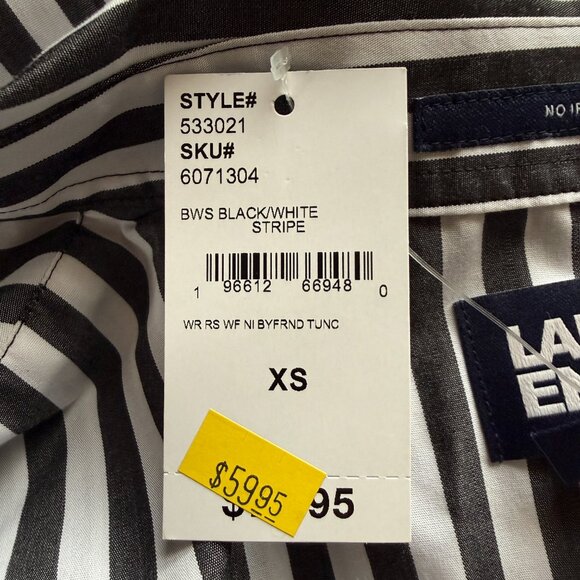 STYLE#
533021
SKU#
6071304
BWS BLACK/WHITE
STRIPE
1 96612 66948 0
WR RS WF NI BYFRND TUNC
XS
$59.95
$ 95
NO
LA
E